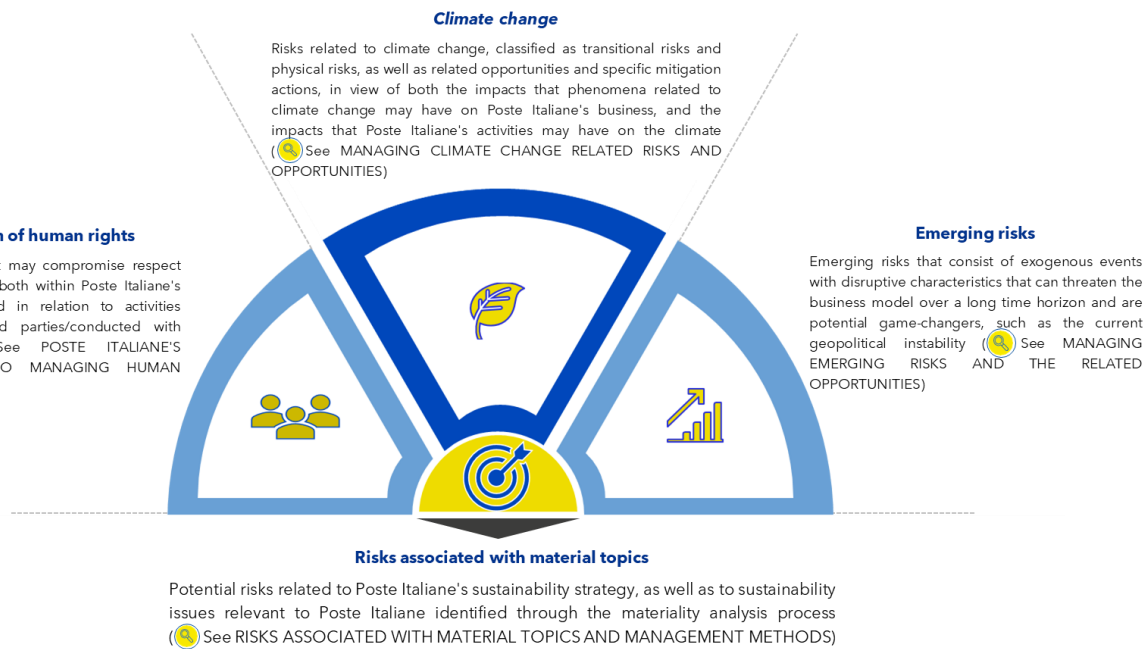 Climate change
Risks related to climate change, classified as transitional risks and
physical risks, as well as related opportunities and specific mitigation
actions, in view of both the impacts that phenomena related to
climate change may have on Poste Italiane's business, and the
impacts that Poste Italiane's activities may have on the climate
( See MANAGING CLIMATE CHANGE RELATED RISKS AND
OPPORTUNITIES)
of human rights
may compromise respect
both within Poste Italiane's
in relation to activities
parties/conducted with
See POSTE ITALIANE'S
MANAGING HUMAN
Emerging risks
Emerging risks that consist of exogenous events
with disruptive characteristics that can threaten the
business model over a long time horizon and are
potential game-changers, such as the current
geopolitical instability ( See MANAGING
EMERGING RISKS AND THE RELATED
OPPORTUNITIES)
Risks associated with material topics
Potential risks related to Poste Italiane's sustainability strategy, as well as to sustainability
issues relevant to Poste Italiane identified through the materiality analysis process
( See RISKS ASSOCIATED WITH MATERIAL TOPICS AND MANAGEMENT METHODS)